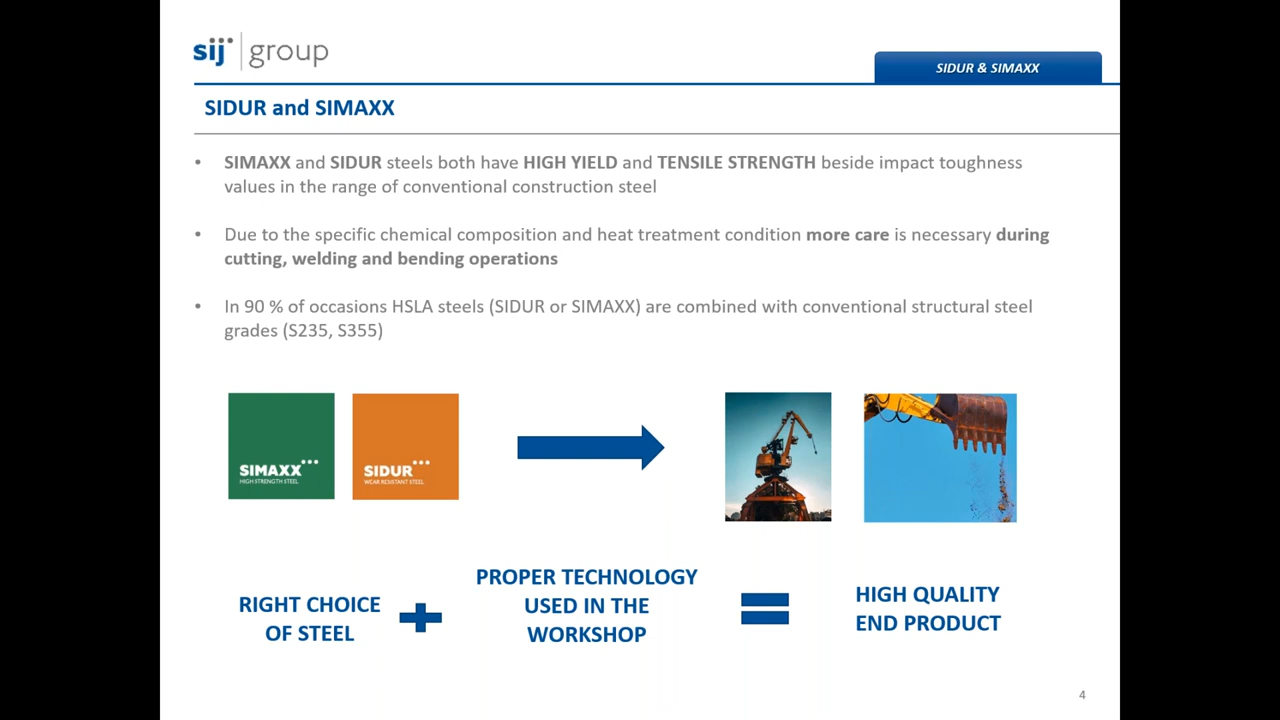 sij group
SIDUR & SIMAXX
SIDUR and SIMAXX
• SIMAXX and SIDUR steels both have HIGH YIELD and TENSILE STRENGTH beside impact toughness
values in the range of conventional construction steel
• Due to the specific chemical composition and heat treatment condition more care is necessary during
cutting, welding and bending operations
• In 90 % of occasions HSLA steels (SIDUR or SIMAXX) are combined with conventional structural steel
grades (S235, S355)
SIMAXX
HIGH STRENGTH STEEL
SIDUR
WEAR RESISTANT STEEL
RIGHT CHOICE
OF STEEL
PROPER TECHNOLOGY
USED IN THE
WORKSHOP
HIGH QUALITY
END PRODUCT
4